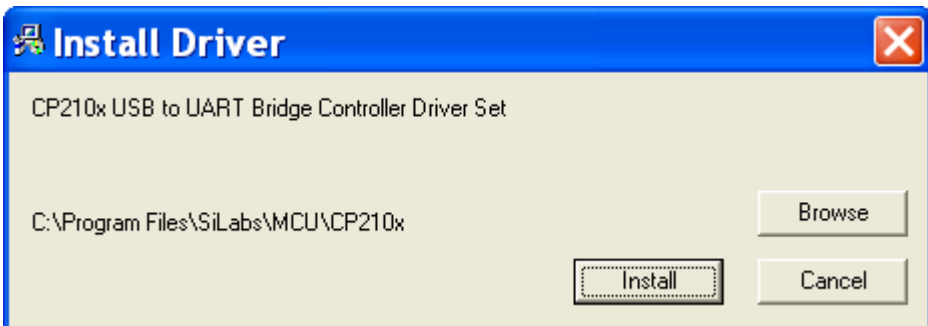 Install Driver
CP210x USB to UART Bridge Controller Driver Set
C:\Program Files\SiLabs\MCU\CP210x
Browse
Install
Cancel